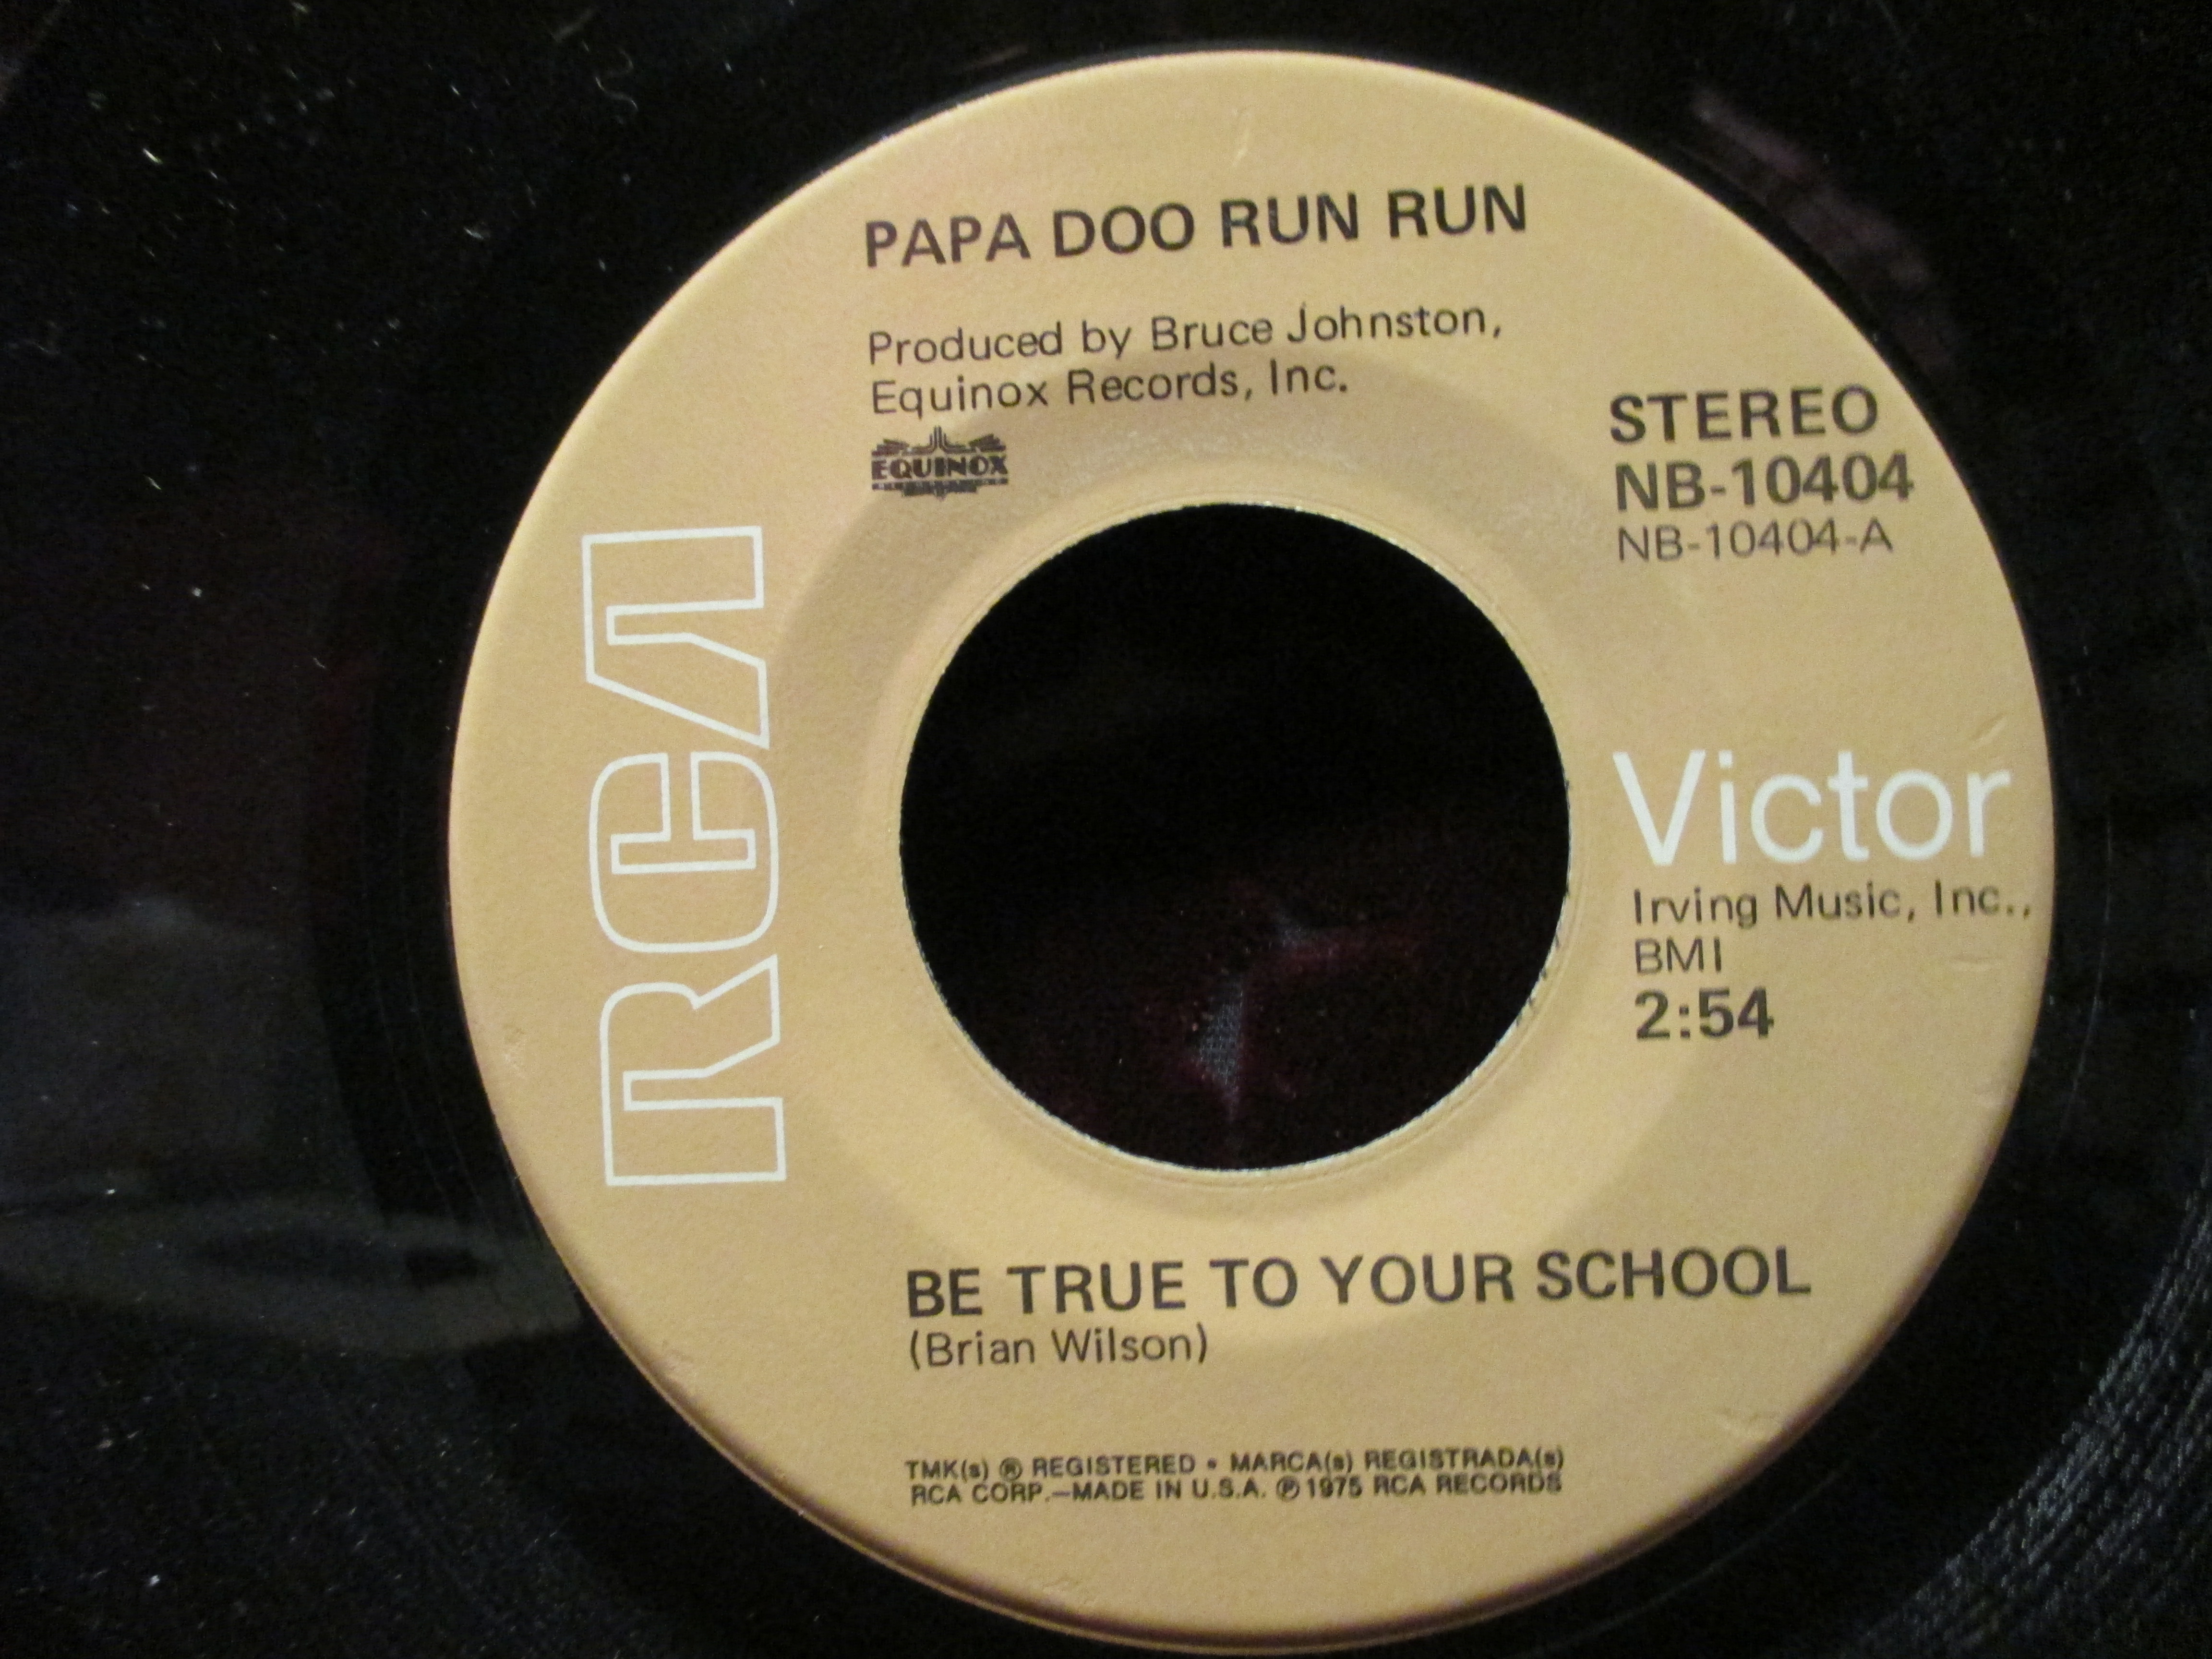 PAPA DOO RUN RUN
Produced by Bruce Johnston,
Equinox Records, Inc.
EQUINOX
STEREO
NB-10404
NB-10404-A
RCA
Victor
Irving Music, Inc.,
BMI
2:54
BE TRUE TO YOUR SCHOOL
(Brian Wilson)
TMK(s) ® REGISTERED • MARCA(s) REGISTRADA(s)
RCA CORP.—MADE IN U.S.A. ℗ 1975 RCA RECORDS